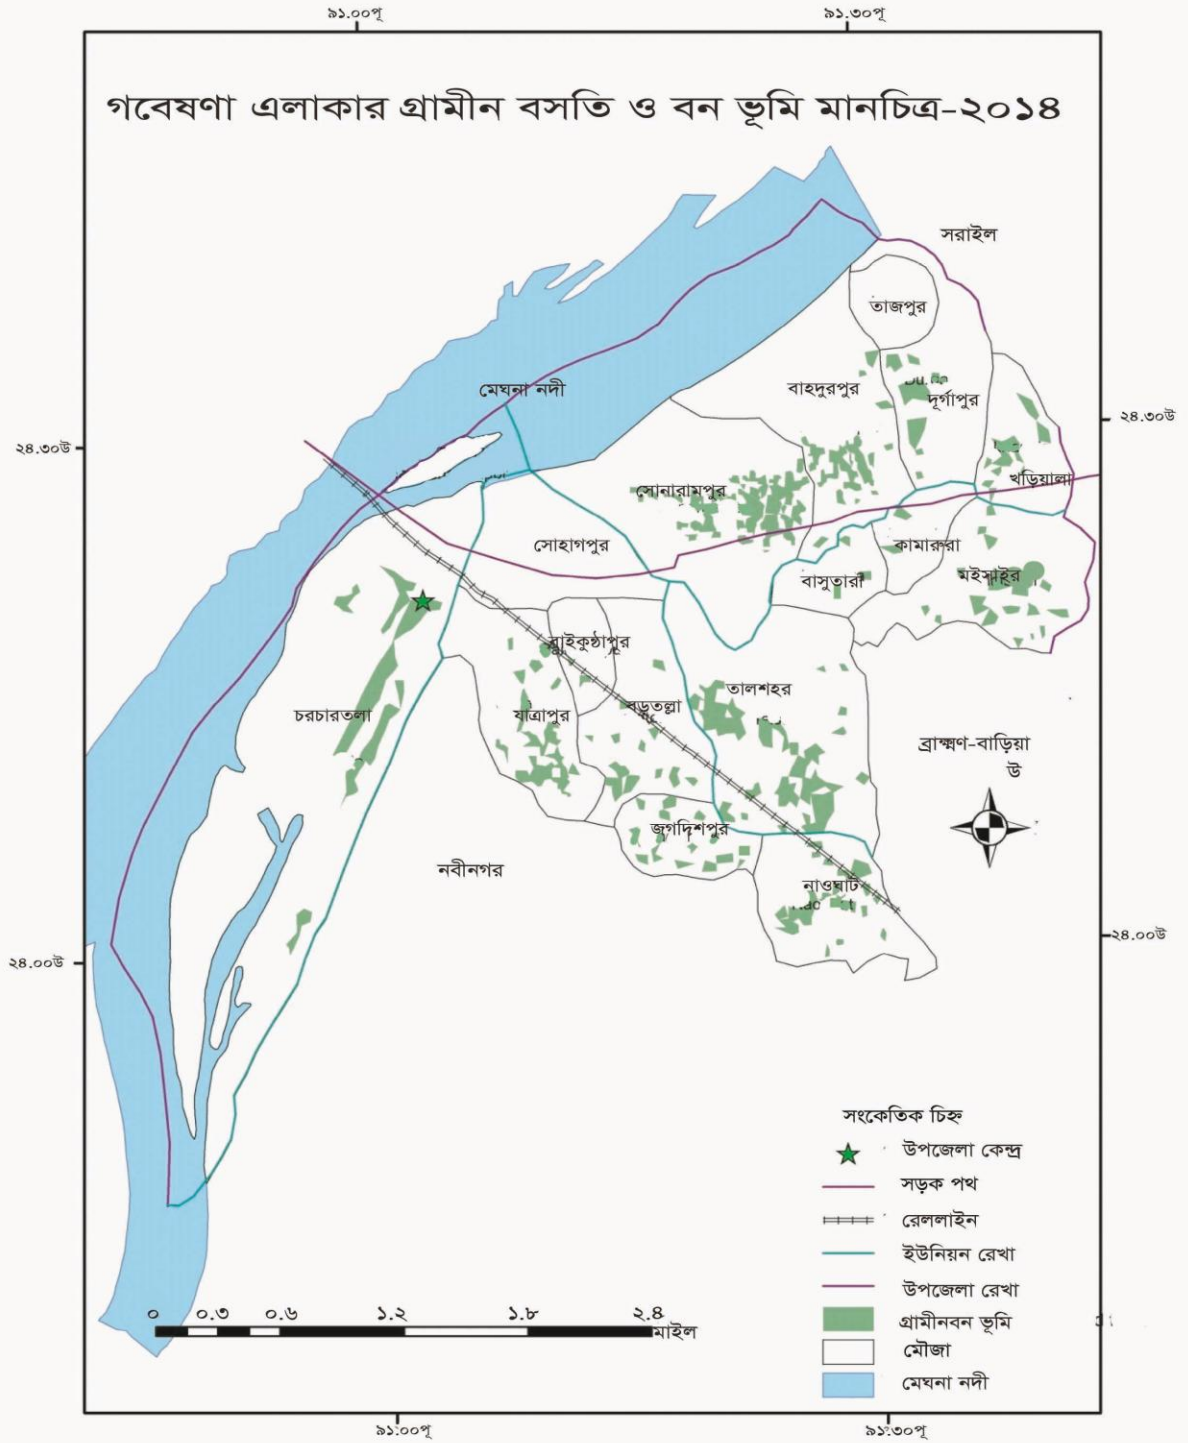 ৯১.০০পূ
৯১.৩০পূ
গবেষণা এলাকার গ্রামীন বসতি ও বন ভূমি মানচিত্র-২০১৪
সরাইল
তাজপুর
মেঘনা নদী
বাহদুরপুর
দূর্গাপুর
২৪.৩০উ
২৪.৩০উ
সোনারামপুর
খড়িয়ালা
সোহাগপুর
কামারুরা
বাসুতারা
মইসাইর
ব্রাইকুন্ঠাপুর
তালশহর
চরচারতলা
যাত্রাপুর
বড়তল্লা
ব্রাক্ষ্মণ-বাড়িয়া
উ
জগদিশপুর
নবীনগর
নাওঘাট
২৪.০০উ
২৪.০০উ
সংকেতিক চিহ্ন
উপজেলা কেন্দ্র
সড়ক পথ
রেললাইন
ইউনিয়ন রেখা
উপজেলা রেখা
গ্রামীনবন ভূমি
মৌজা
মেঘনা নদী
০ ০.৩ ০.৬ ১.২ ১.৮ ২.৪
মাইল
৯১.০০পূ
৯১.৩০পূ